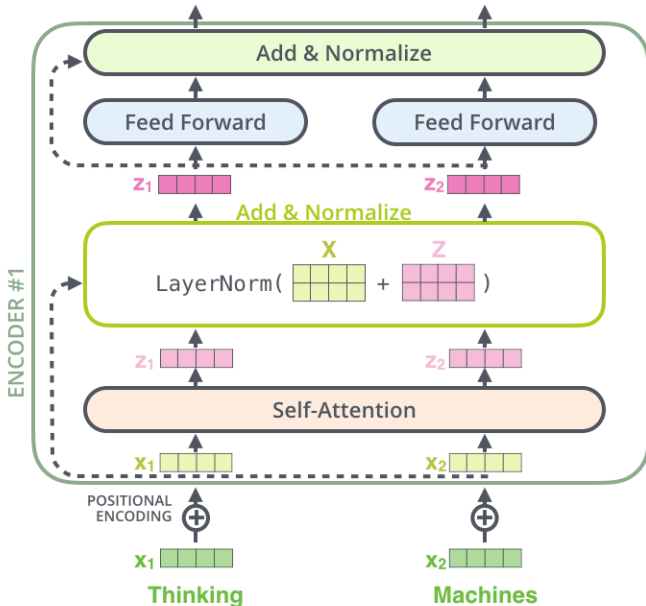 Add & Normalize
Feed Forward Feed Forward
z1 z2
Add & Normalize
X Z
LayerNorm( + )
ENCODER #1
z1 z2
Self-Attention
x1 x2
POSITIONAL
ENCODING
x1 x2
Thinking Machines